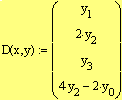 D(x,y) := ( y₁
2·y₂
y₃
4·y₂ − 2·y₀ )